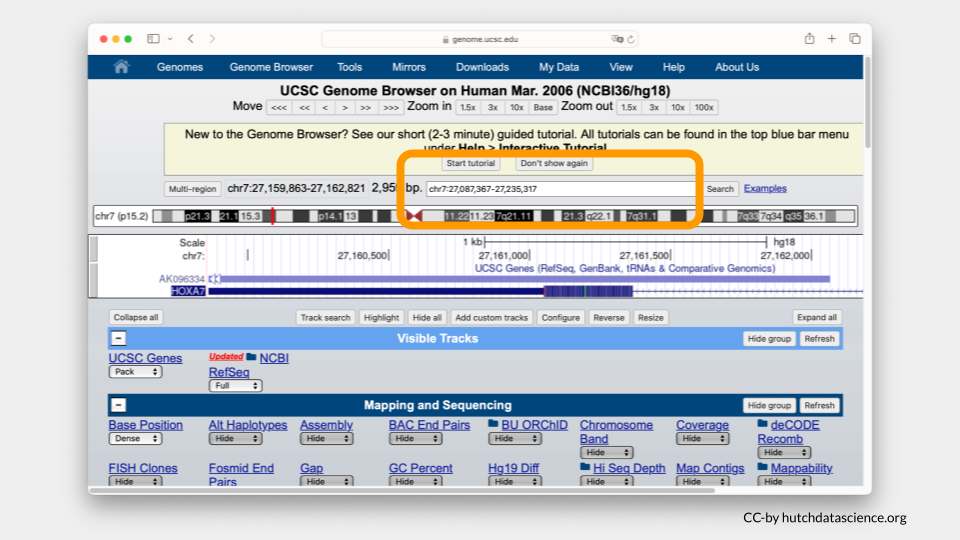 genome.ucsc.edu
Genomes Genome Browser Tools Mirrors Downloads My Data View Help About Us
UCSC Genome Browser on Human Mar. 2006 (NCBI36/hg18)
Move <<< << < > >> >>> Zoom in 1.5x 3x 10x Base Zoom out 1.5x 3x 10x 100x
New to the Genome Browser? See our short (2-3 minute) guided tutorial. All tutorials can be found in the top blue bar menu
under Help > Interactive Tutorial
Start tutorial Don't show again
Multi-region chr7:27,159,863-27,162,821 2,959 bp. chr7:27,087,367-27,235,317 Search Examples
chr7 (p15.2) p21.3 21.1 15.3 p14.1 13 11.22 11.23 7q21.11 21.3 q22.1 7q31.1 7q33 7q34 q35 36.1
Scale 1 kb hg18
chr7: 27,160,500 27,161,000 27,161,500 27,162,000
UCSC Genes (RefSeq, GenBank, tRNAs & Comparative Genomics)
AK096334
HOXA7
Collapse all Track search Highlight Hide all Add custom tracks Configure Reverse Resize Expand all
- Visible Tracks Hide group Refresh
UCSC Genes Updated NCBI
Pack RefSeq
Full
- Mapping and Sequencing Hide group Refresh
Base Position Alt Haplotypes Assembly BAC End Pairs BU ORChID Chromosome Coverage deCODE
Dense Hide Hide Hide Hide Band Hide Recomb
Hide Hide
FISH Clones Fosmid End Gap GC Percent Hg19 Diff Hi Seq Depth Map Contigs Mappability
Hide Pairs Hide Hide Hide Hide Hide Hide
CC-by hutchdatascience.org